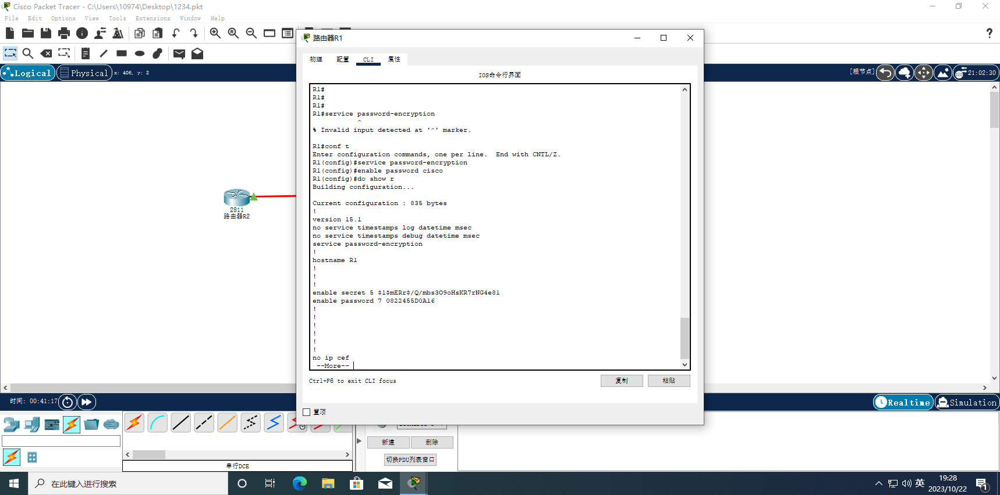 Cisco Packet Tracer - C:\Users\10974\Desktop\1234.pkt
File Edit Options View Tools Extensions Window Help
Logical
Physical
x: 406, y: 2
[根节点]
21:02:30
2811
路由器R2
路由器R1
物理 配置 CLI 属性
IOS命令行界面
R1#
R1#
R1#
R1#service password-encryption
^
% Invalid input detected at '^' marker.
R1#conf t
Enter configuration commands, one per line.  End with CNTL/Z.
R1(config)#service password-encryption
R1(config)#enable password cisco
R1(config)#do show r
Building configuration...
Current configuration : 835 bytes
!
version 15.1
no service timestamps log datetime msec
no service timestamps debug datetime msec
service password-encryption
!
hostname R1
!
!
!
enable secret 5 $1$mERr$/Q/mbs3O9oHsKR7rNG4e81
enable password 7 0822455D0A16
!
!
!
!
!
!
no ip cef
--More--
Ctrl+F6 to exit CLI focus
复制
粘贴
置顶
时间: 00:41:17
Realtime
Simulation
新建
删除
切换PDU列表窗口
串行DCE
在此键入进行搜索
英
19:28
2023/10/22
1